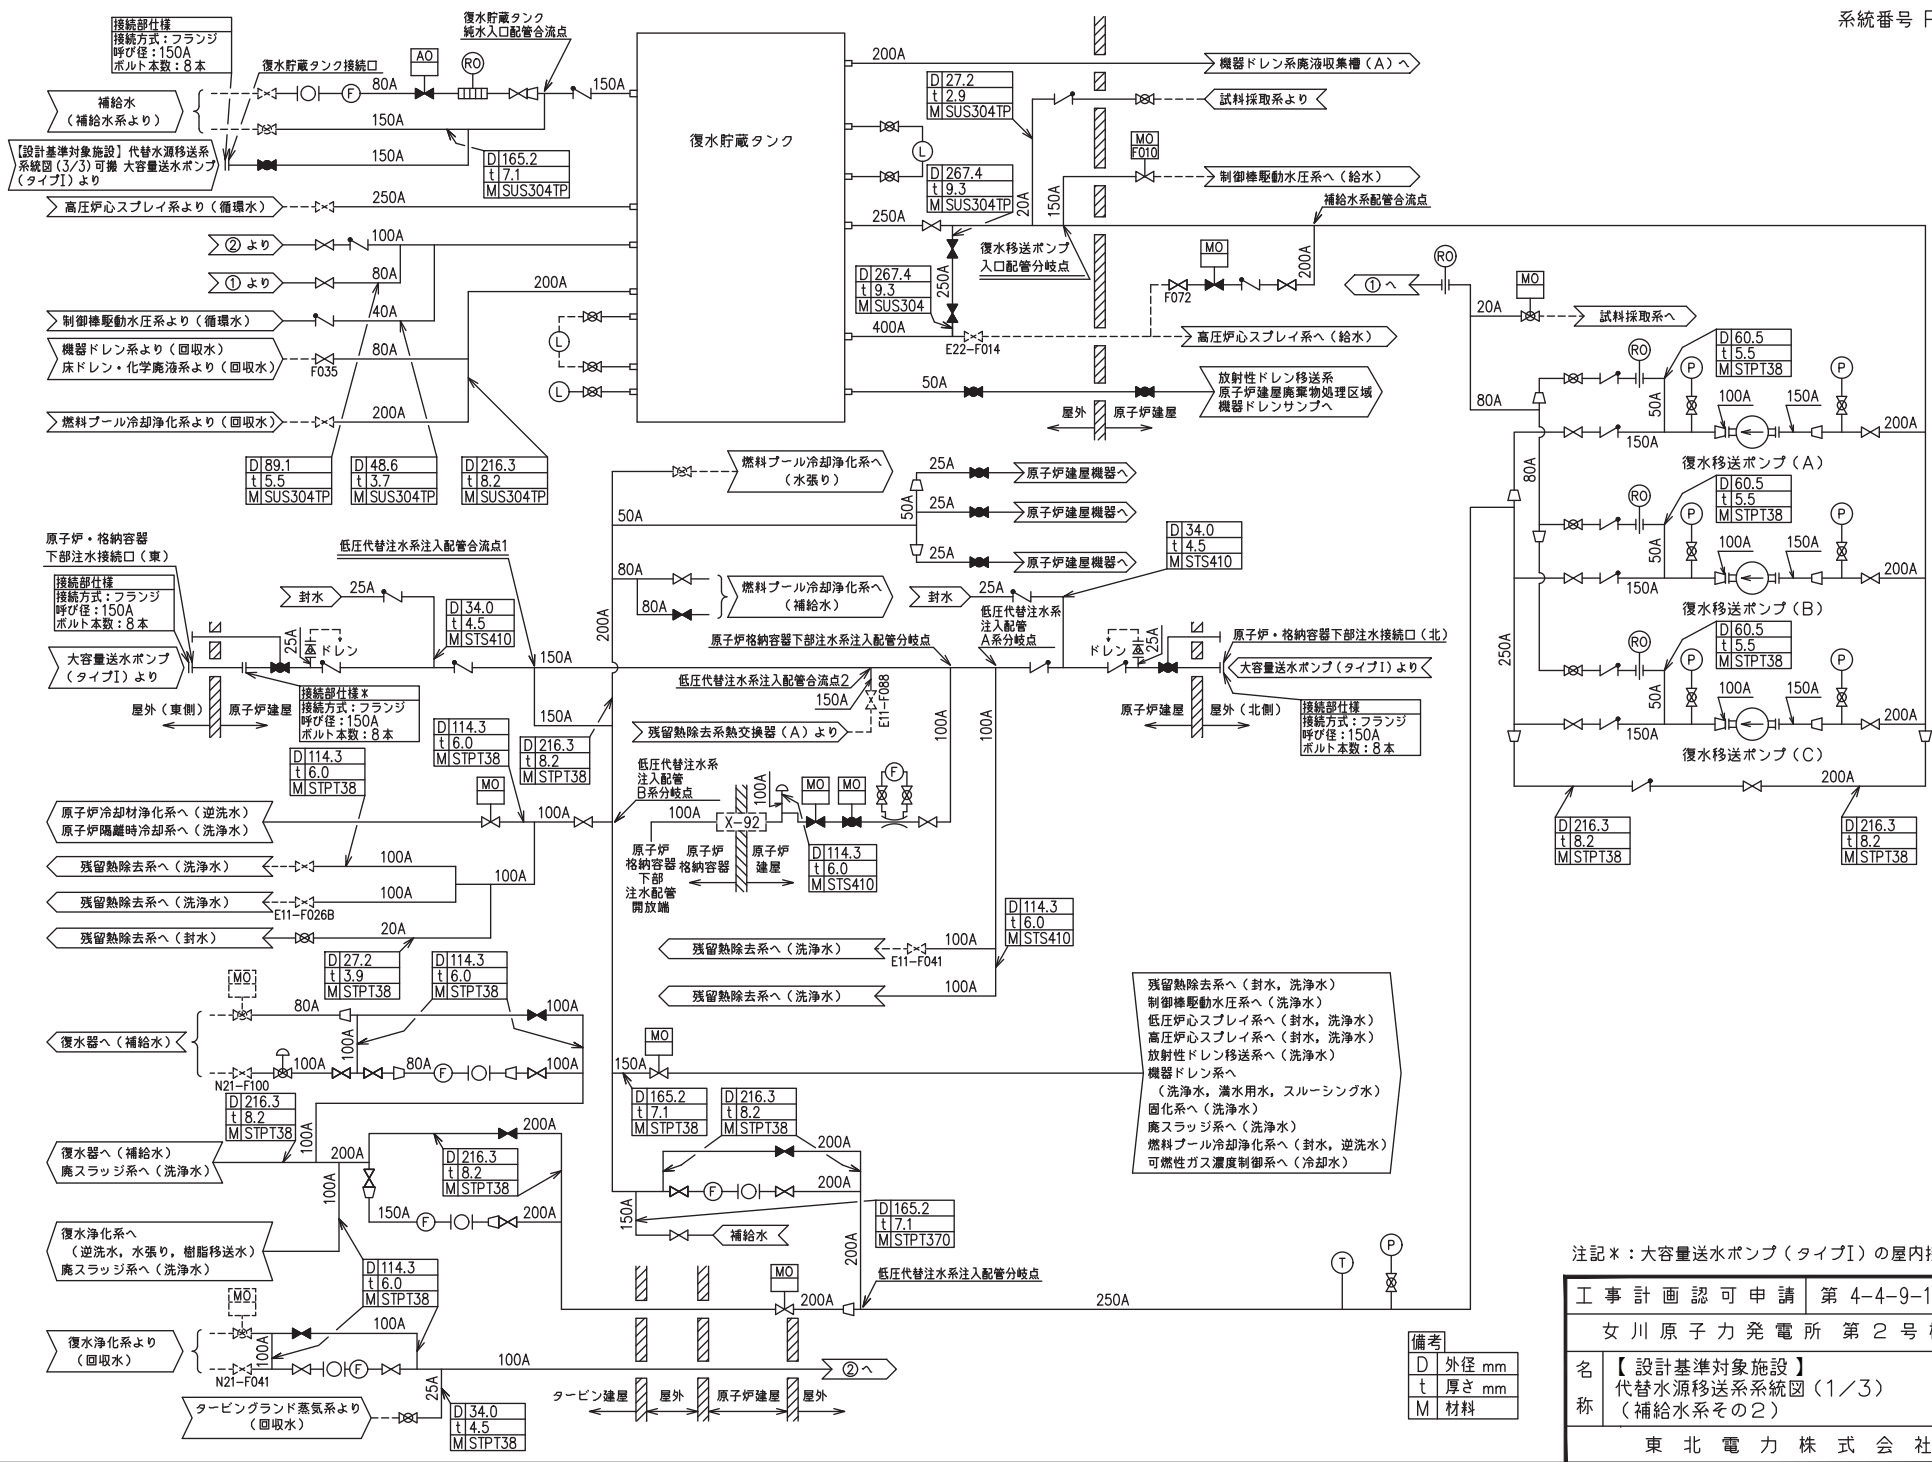 系統番号
接続部仕様
接続方式：フランジ
呼び径：150A
ボルト本数：8本
復水貯蔵タンク接続口
復水貯蔵タンク
純水入口配管合流点
AO
RO
F
80A
150A
補給水
（補給水系より）
150A
【設計基準対象施設】代替水源移送系
系統図（3/3）可搬 大容量送水ポンプ
（タイプⅠ）より
150A
D 165.2
t 7.1
M SUS304TP
高圧炉心スプレイ系より（循環水）
250A
②より
100A
①より
80A
制御棒駆動水圧系より（循環水）
40A
200A
機器ドレン系より（回収水）
床ドレン・化学廃液系より（回収水）
F035
80A
燃料プール冷却浄化系より（回収水）
200A
L
L
D 89.1
t 5.5
M SUS304TP
D 48.6
t 3.7
M SUS304TP
D 216.3
t 8.2
M SUS304TP
復水貯蔵タンク
200A
機器ドレン系廃液収集槽（A）へ
D 27.2
t 2.9
M SUS304TP
試料採取系より
MO
F010
L
D 267.4
t 9.3
M SUS304TP
20A
150A
制御棒駆動水圧系へ（給水）
250A
補給水系配管合流点
復水移送ポンプ
入口配管分岐点
D 267.4
t 9.3
M SUS304
250A
MO
F072
200A
400A
E22-F014
高圧炉心スプレイ系へ（給水）
50A
放射性ドレン移送系
原子炉建屋廃棄物処理区域
機器ドレンサンプへ
屋外
原子炉建屋
①へ
RO
MO
20A
試料採取系へ
80A
RO
D 60.5
t 5.5
M STPT38
P
P
50A
100A
150A
150A
200A
復水移送ポンプ（A）
80A
RO
D 60.5
t 5.5
M STPT38
P
P
50A
100A
150A
150A
200A
復水移送ポンプ（B）
250A
RO
D 60.5
t 5.5
M STPT38
P
P
50A
100A
150A
150A
200A
復水移送ポンプ（C）
200A
D 216.3
t 8.2
M STPT38
D 216.3
t 8.2
M STPT38
燃料プール冷却浄化系へ
（水張り）
50A
50A
25A
原子炉建屋機器へ
25A
原子炉建屋機器へ
25A
原子炉建屋機器へ
80A
80A
燃料プール冷却浄化系へ
（補給水）
200A
原子炉・格納容器
下部注水接続口（東）
接続部仕様
接続方式：フランジ
呼び径：150A
ボルト本数：8本
低圧代替注水系注入配管合流点1
封水
25A
D 34.0
t 4.5
M STS410
25A
ドレン
大容量送水ポンプ
（タイプⅠ）より
屋外（東側）
原子炉建屋
接続部仕様＊
接続方式：フランジ
呼び径：150A
ボルト本数：8本
150A
150A
原子炉格納容器下部注水系注入配管分岐点
低圧代替注水系注入配管合流点2
150A
E11-F088
残留熱除去系熱交換器（A）より
封水
25A
D 34.0
t 4.5
M STS410
低圧代替注水系
注入配管
A系分岐点
ドレン
25A
原子炉・格納容器下部注水接続口（北）
大容量送水ポンプ（タイプⅠ）より
原子炉建屋
屋外（北側）
接続部仕様
接続方式：フランジ
呼び径：150A
ボルト本数：8本
100A
100A
D 114.3
t 6.0
M STPT38
D 114.3
t 6.0
M STPT38
D 216.3
t 8.2
M STPT38
原子炉冷却材浄化系へ（逆洗水）
原子炉隔離時冷却系へ（洗浄水）
MO
100A
低圧代替注水系
注入配管
B系分岐点
100A
X-92
100A
MO
MO
F
原子炉
格納容器
下部
注水配管
開放端
原子炉
格納容器
原子炉
建屋
D 114.3
t 6.0
M STS410
残留熱除去系へ（洗浄水）
100A
残留熱除去系へ（洗浄水）
E11-F026B
100A
100A
残留熱除去系へ（封水）
20A
D 27.2
t 3.9
M STPT38
D 114.3
t 6.0
M STPT38
D 114.3
t 6.0
M STS410
残留熱除去系へ（洗浄水）
E11-F041
100A
残留熱除去系へ（洗浄水）
100A
MO
80A
100A
復水器へ（補給水）
100A
N21-F100
100A
80A
F
100A
MO
150A
D 165.2
t 7.1
M STPT38
D 216.3
t 8.2
M STPT38
残留熱除去系へ（封水，洗浄水）
制御棒駆動水圧系へ（洗浄水）
低圧炉心スプレイ系へ（封水，洗浄水）
高圧炉心スプレイ系へ（封水，洗浄水）
放射性ドレン移送系へ（洗浄水）
機器ドレン系へ
（洗浄水，満水用水，スルーシング水）
固化系へ（洗浄水）
廃スラッジ系へ（洗浄水）
燃料プール冷却浄化系へ（封水，逆洗水）
可燃性ガス濃度制御系へ（冷却水）
D 216.3
t 8.2
M STPT38
100A
復水器へ（補給水）
廃スラッジ系へ（洗浄水）
200A
200A
D 216.3
t 8.2
M STPT38
100A
150A
F
200A
200A
F
200A
150A
補給水
D 165.2
t 7.1
M STPT370
200A
復水浄化系へ
（逆洗水，水張り，樹脂移送水）
廃スラッジ系へ（洗浄水）
D 114.3
t 6.0
M STPT38
MO
200A
低圧代替注水系注入配管分岐点
250A
T
P
MO
100A
復水浄化系より
（回収水）
100A
N21-F041
F
100A
②へ
タービングランド蒸気系より
（回収水）
25A
D 34.0
t 4.5
M STPT38
タービン建屋
屋外
原子炉建屋
屋外
備考
D 外径 mm
t 厚さ mm
M 材料
注記＊：大容量送水ポンプ（タイプⅠ）の屋内
工事計画認可申請 第 4-4-9-1
女川原子力発電所 第2号
名称
【設計基準対象施設】
代替水源移送系系統図（1/3）
（補給水系その2）
東北電力株式会社